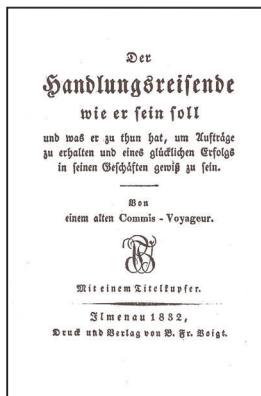 Der
Handlungsreisende
wie er sein soll
und was er zu thun hat, um Aufträge
zu erhalten und eines glücklichen Erfolgs
in seinen Geschäften gewiß zu sein.
Von
einem alten Commis - Voyageur.
Mit einem Titelkupfer.
Ilmenau 1832,
Druck und Verlag von B. Fr. Voigt.